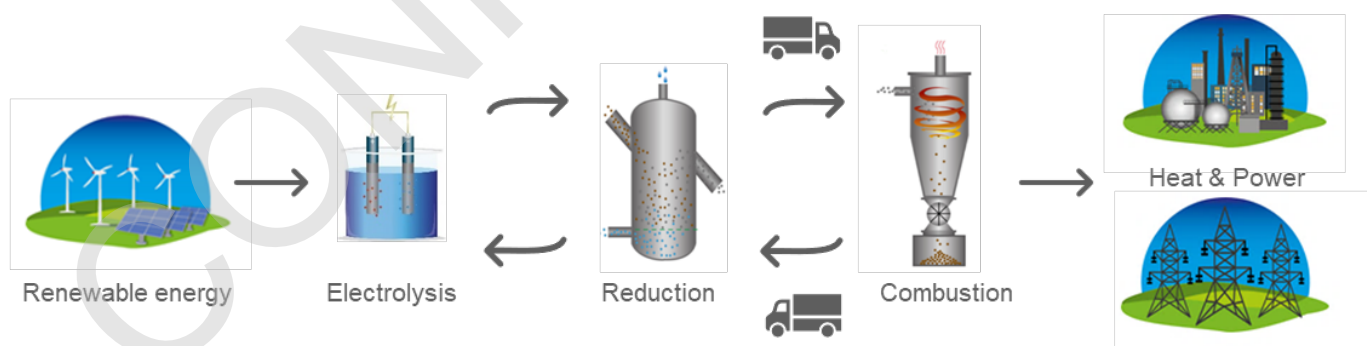 Renewable energy
Electrolysis
Reduction
Combustion
Heat & Power